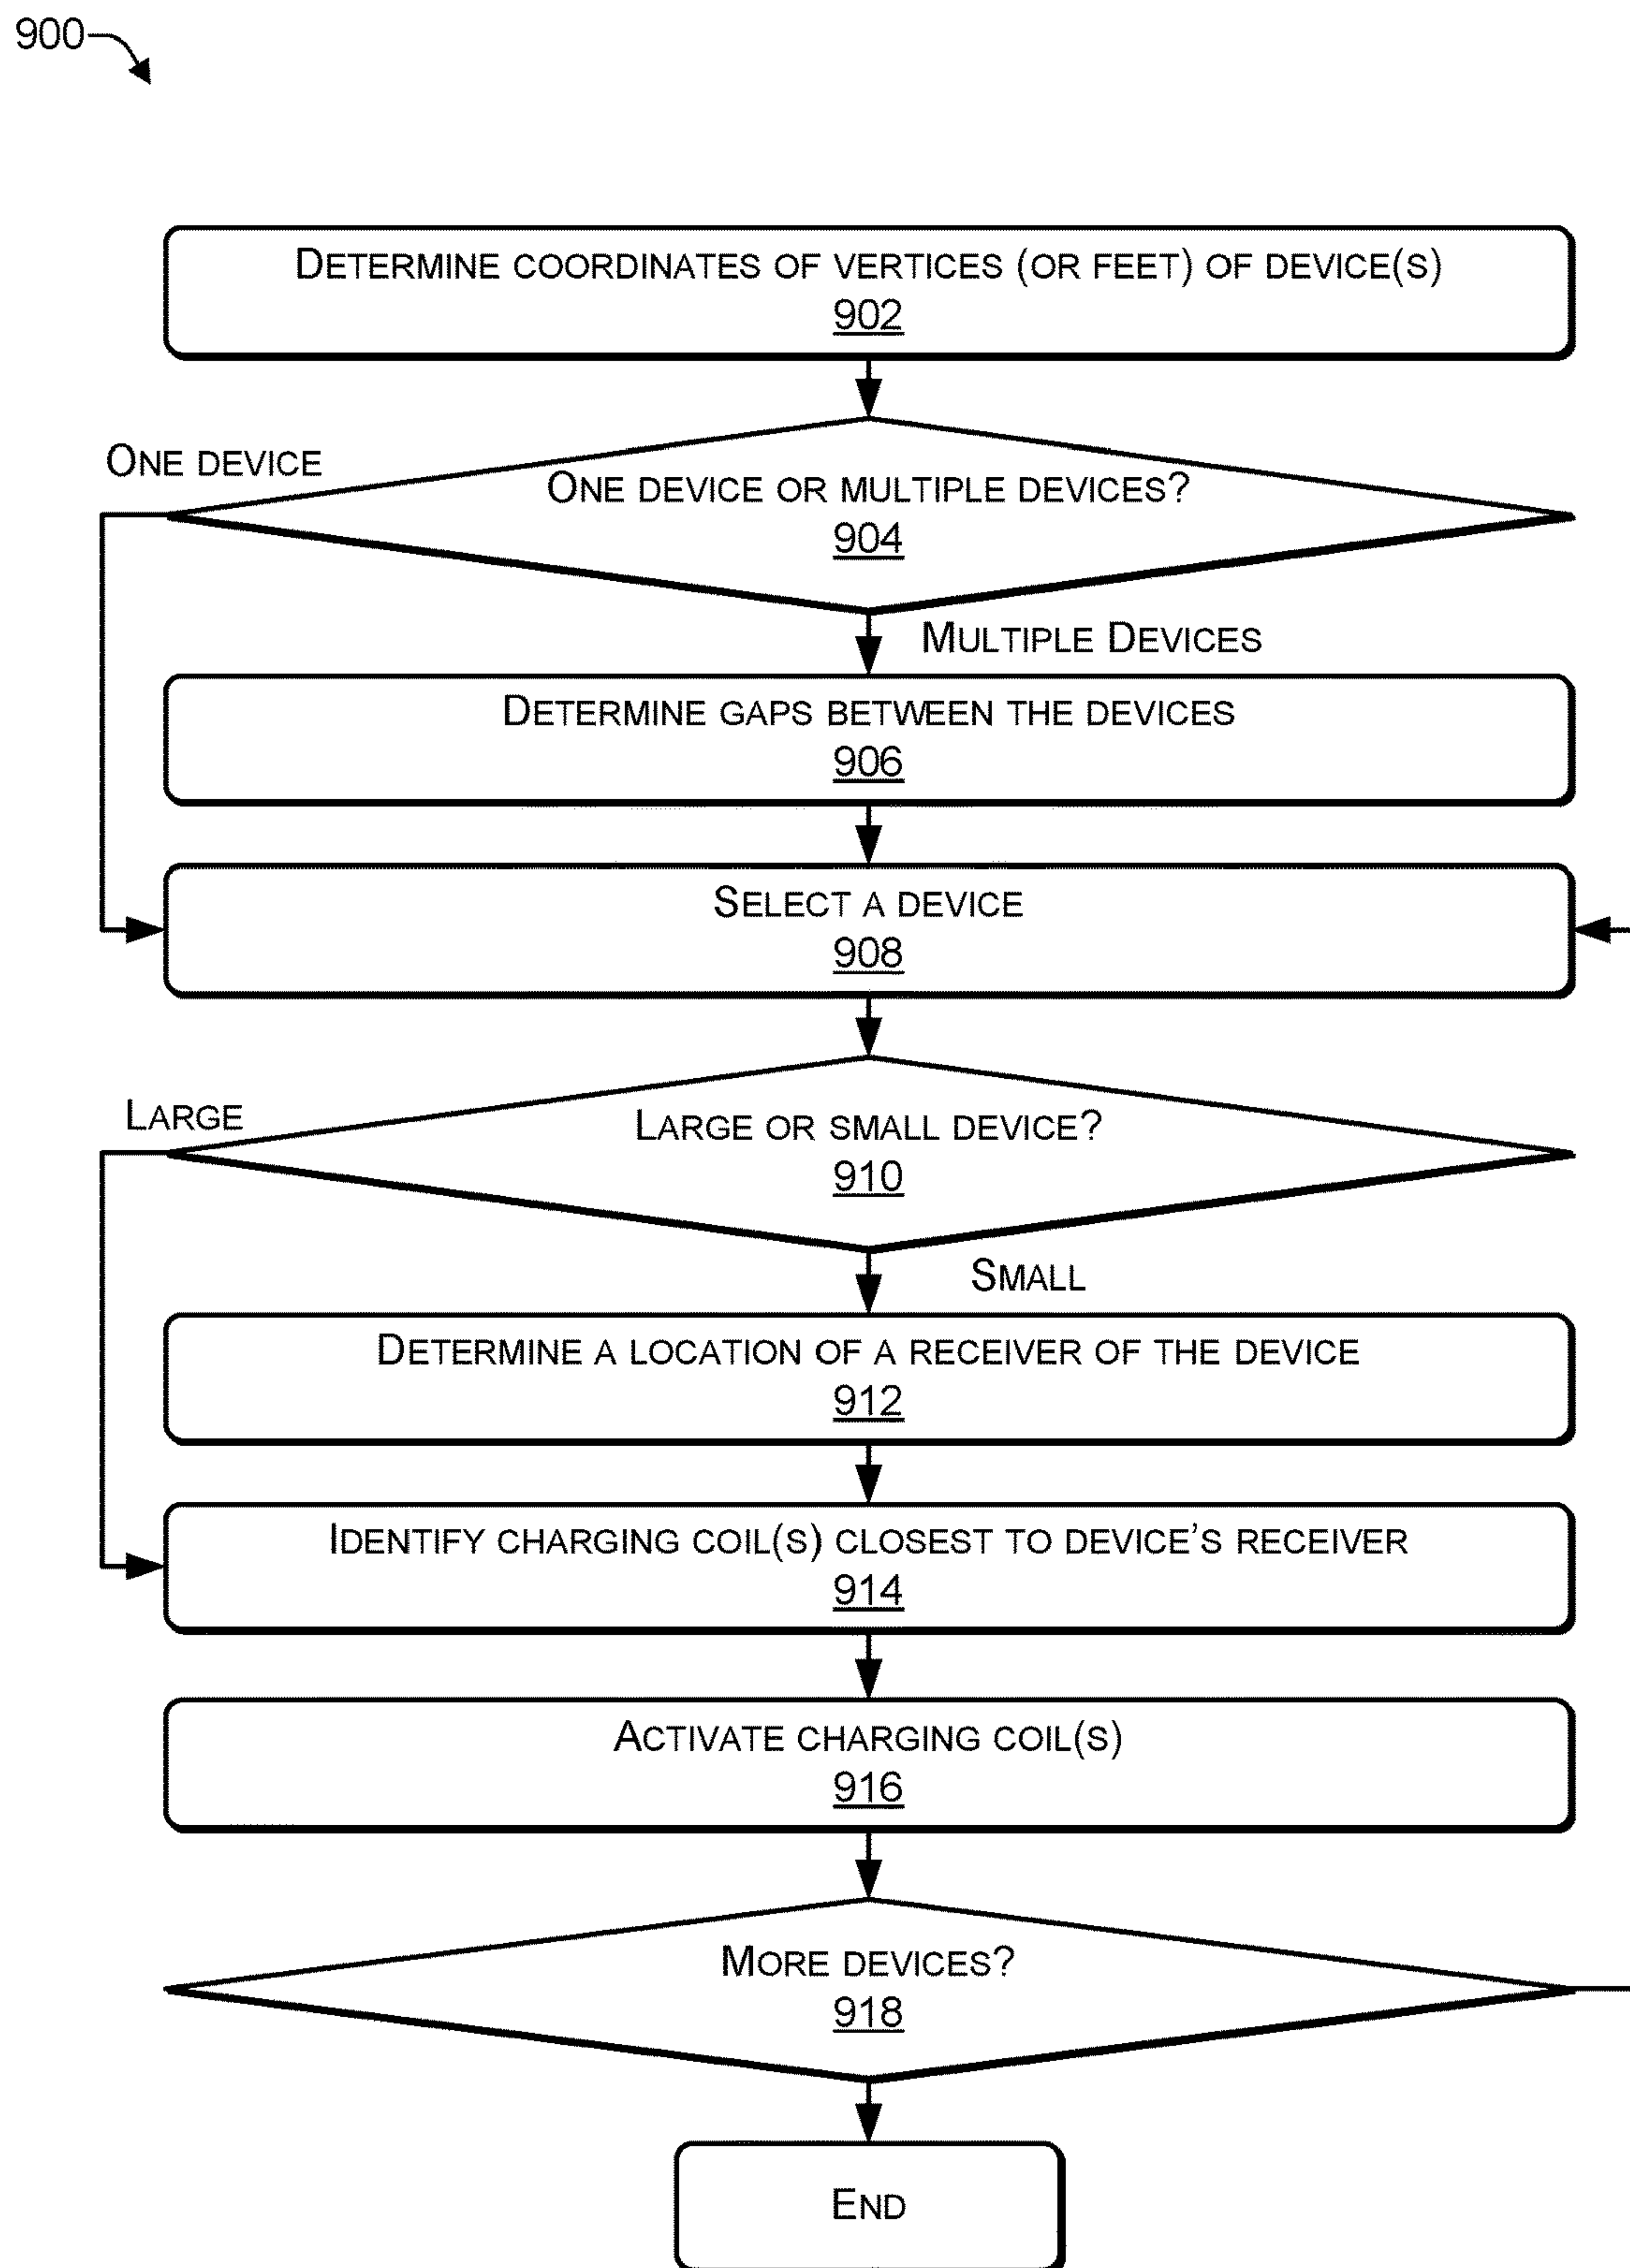 900
DETERMINE COORDINATES OF VERTICES (OR FEET) OF DEVICE(S)
902
ONE DEVICE
ONE DEVICE OR MULTIPLE DEVICES?
904
MULTIPLE DEVICES
DETERMINE GAPS BETWEEN THE DEVICES
906
SELECT A DEVICE
908
LARGE
LARGE OR SMALL DEVICE?
910
SMALL
DETERMINE A LOCATION OF A RECEIVER OF THE DEVICE
912
IDENTIFY CHARGING COIL(S) CLOSEST TO DEVICE'S RECEIVER
914
ACTIVATE CHARGING COIL(S)
916
MORE DEVICES?
918
END